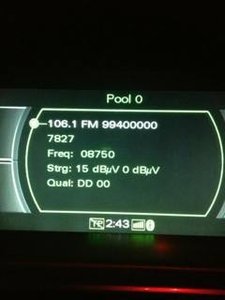 Pool 0
106.1 FM 99400000
7827
Freq: 08750
Strg: 15 dBµV 0 dBµV
Qual: DD 00
2:43